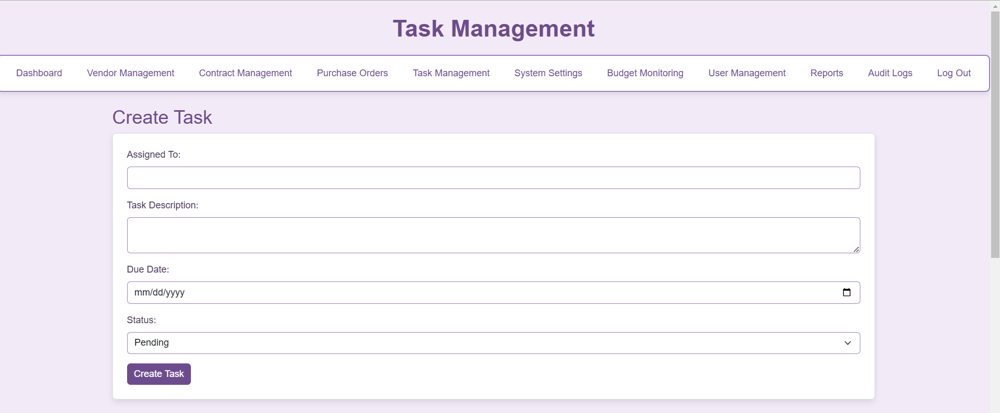 Task Management
Dashboard Vendor Management Contract Management Purchase Orders Task Management System Settings Budget Monitoring User Management Reports Audit Logs Log Out
Create Task
Assigned To:
Task Description:
Due Date:
mm/dd/yyyy
Status:
Pending
Create Task